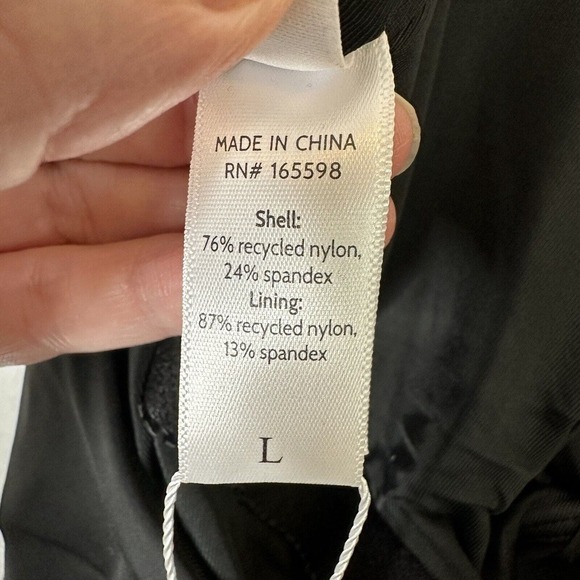 MADE IN CHINA
RN# 165598
Shell:
76% recycled nylon,
24% spandex
Lining:
87% recycled nylon,
13% spandex
L